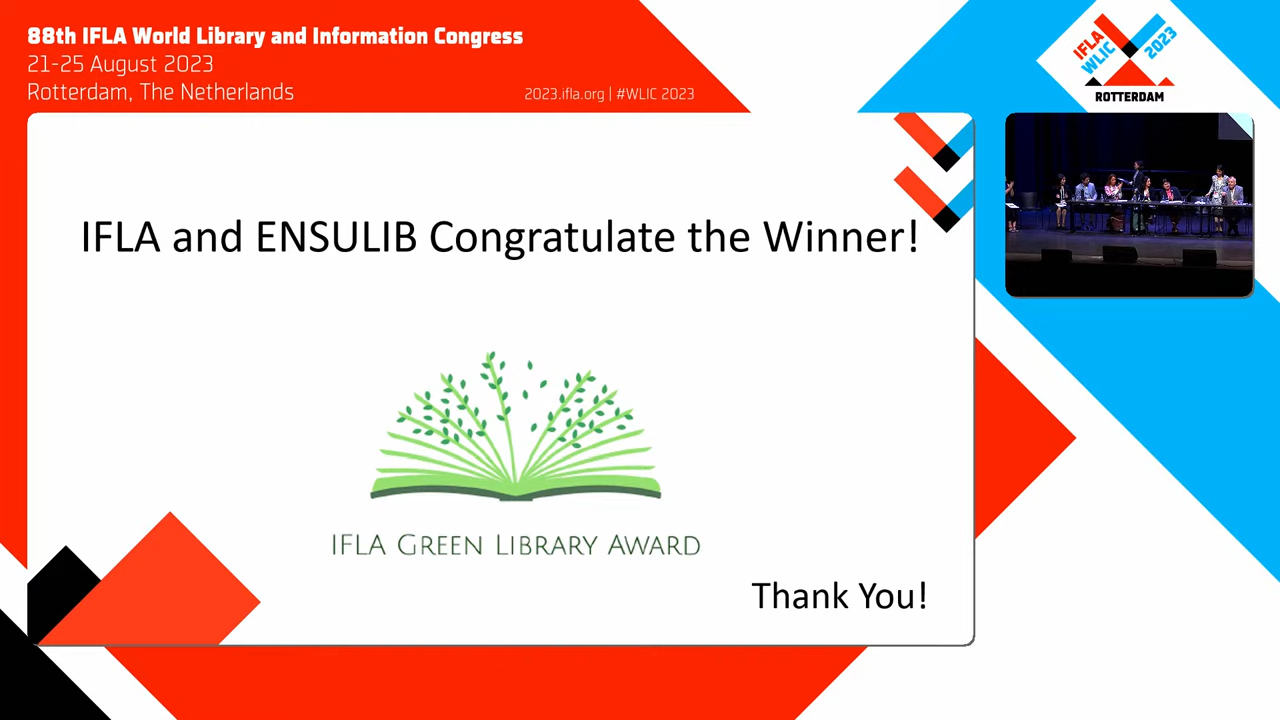 88th IFLA World Library and Information Congress
21-25 August 2023
Rotterdam, The Netherlands
2023.ifla.org | #WLIC 2023
IFLA
WLIC
2023
ROTTERDAM
IFLA and ENSULIB Congratulate the Winner!
IFLA GREEN LIBRARY AWARD
Thank You!